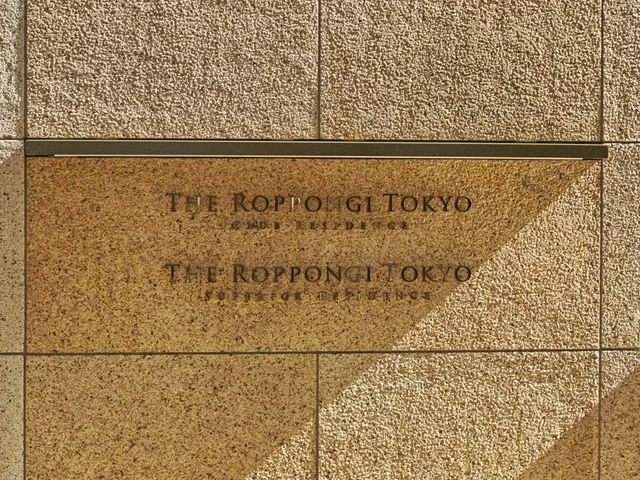 THE ROPPONGI TOKYO
CLUB RESIDENCE
THE ROPPONGI TOKYO
SUPERIOR RESIDENCE